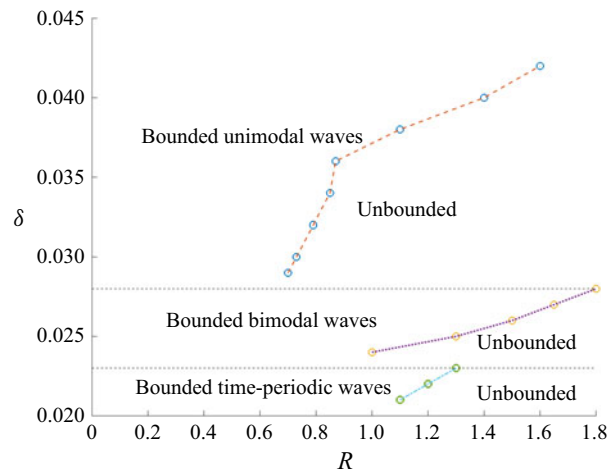 0.045
0.040
Bounded unimodal waves
0.035
Unbounded
δ
0.030
Bounded bimodal waves
0.025
Unbounded
Bounded time-periodic waves
Unbounded
0.020
0 0.2 0.4 0.6 0.8 1.0 1.2 1.4 1.6 1.8
R